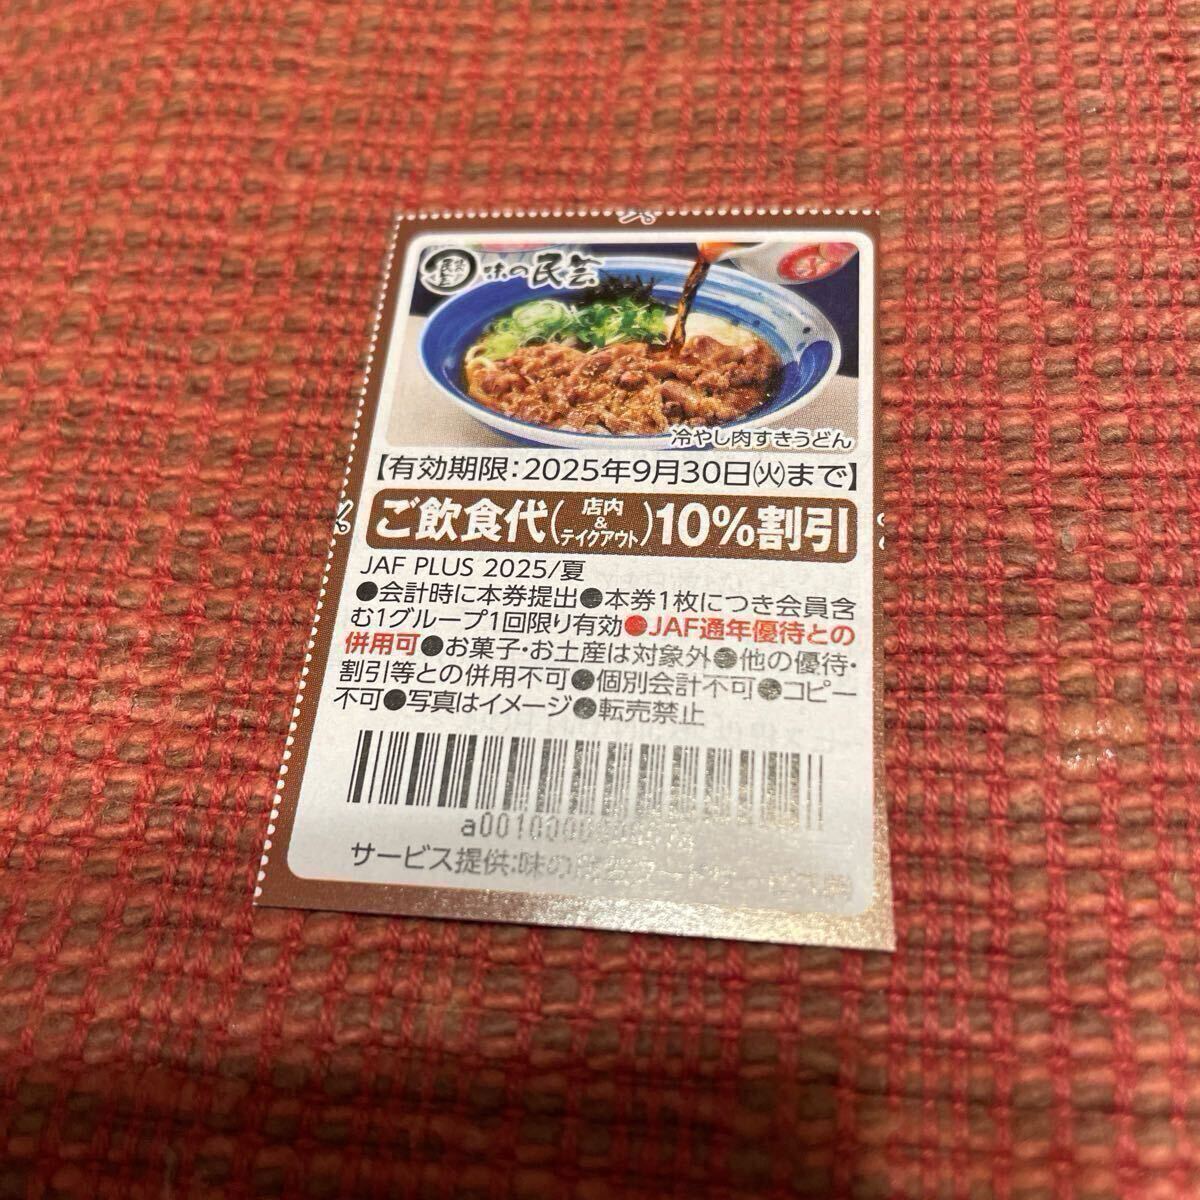 味の民芸
冷やし肉すきうどん
【有効期限:2025年9月30日(火)まで】
ご飲食代(店内&テイクアウト)10%割引
JAF PLUS 2025/夏
●会計時に本券提出●本券1枚につき会員含
む1グループ1回限り有効●JAF通年優待との
併用可●お菓子・お土産は対象外●他の優待・
割引等との併用不可●個別会計不可●コピー
不可●写真はイメージ●転売禁止
サービス提供:味の